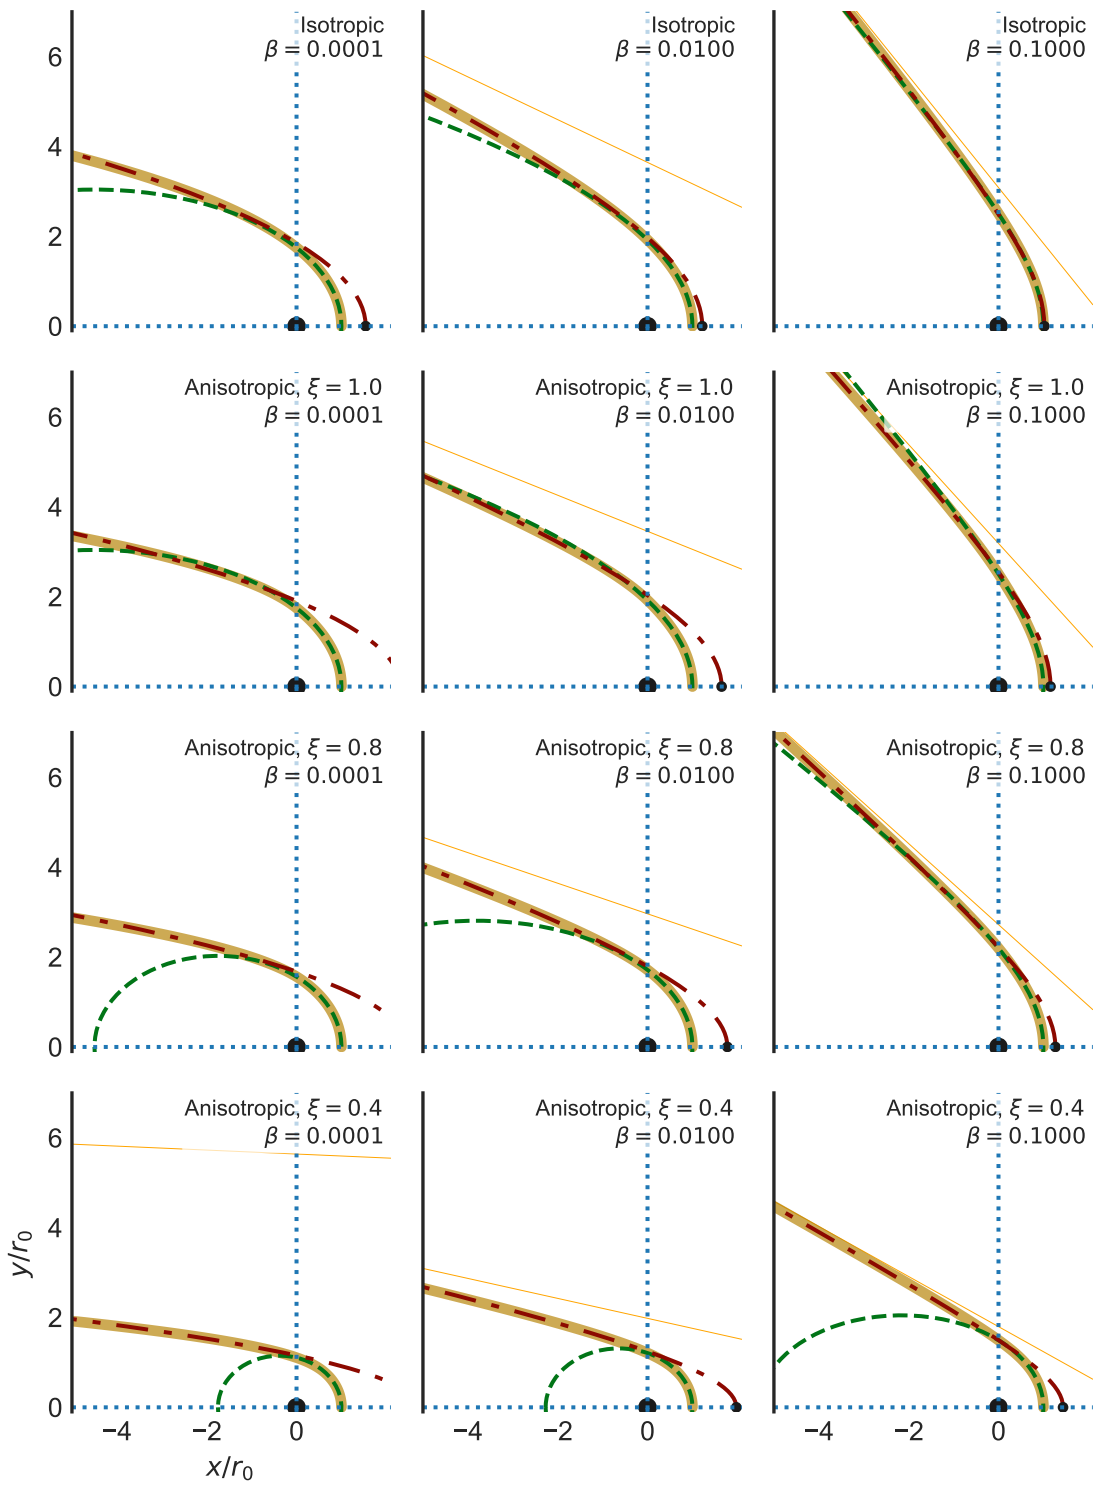 Isotropic
β = 0.0001
Isotropic
β = 0.0100
Isotropic
β = 0.1000
6
4
2
0
Anisotropic, ξ = 1.0
β = 0.0001
Anisotropic, ξ = 1.0
β = 0.0100
Anisotropic, ξ = 1.0
β = 0.1000
6
4
2
0
Anisotropic, ξ = 0.8
β = 0.0001
Anisotropic, ξ = 0.8
β = 0.0100
Anisotropic, ξ = 0.8
β = 0.1000
6
4
2
0
Anisotropic, ξ = 0.4
β = 0.0001
Anisotropic, ξ = 0.4
β = 0.0100
Anisotropic, ξ = 0.4
β = 0.1000
6
4
2
0
y/r₀
−4 −2 0
−4 −2 0
−4 −2 0
x/r₀